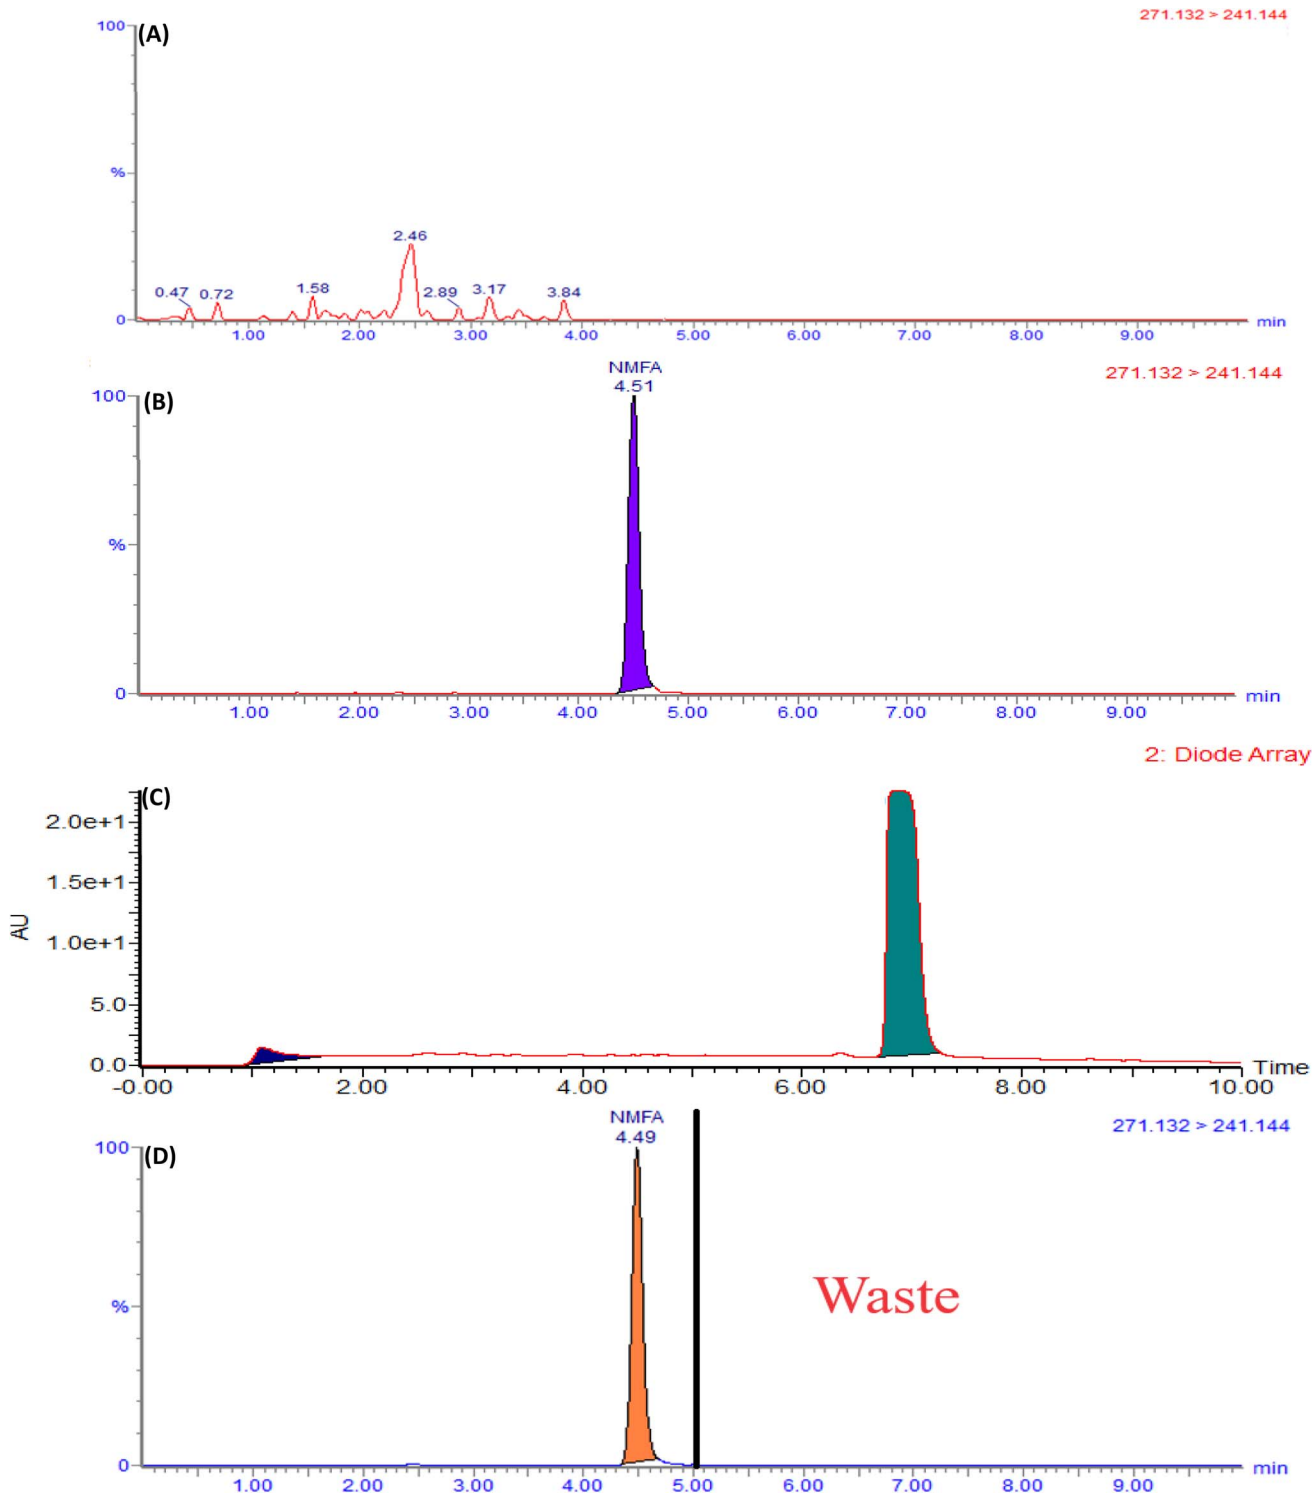 271.132 > 241.144
100
(A)
%
2.46
0.47
0.72
1.58
2.89
3.17
3.84
0
1.00 2.00 3.00 4.00 5.00 6.00 7.00 8.00 9.00
min
NMFA
4.51
271.132 > 241.144
100
(B)
%
0
1.00 2.00 3.00 4.00 5.00 6.00 7.00 8.00 9.00
min
2: Diode Array
(C)
2.0e+1
1.5e+1
AU
1.0e+1
5.0
0.0
-0.00 2.00 4.00 6.00 8.00 10.00
Time
NMFA
4.49
271.132 > 241.144
100
(D)
Waste
%
0
1.00 2.00 3.00 4.00 5.00 6.00 7.00 8.00 9.00
min